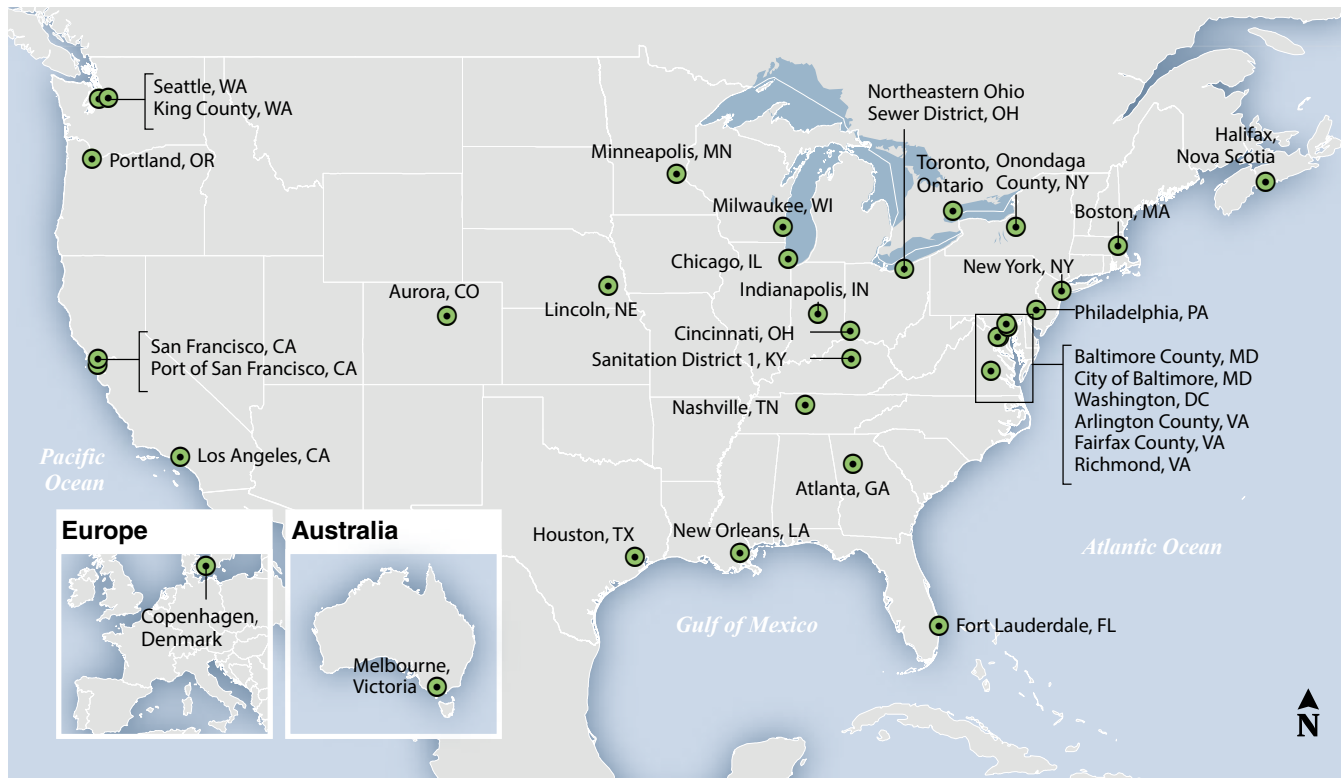 Seattle, WA
King County, WA
Portland, OR
Minneapolis, MN
Northeastern Ohio
Sewer District, OH
Halifax,
Nova Scotia
Toronto,
Ontario
Onondaga
County, NY
Milwaukee, WI
Boston, MA
Chicago, IL
New York, NY
Indianapolis, IN
Aurora, CO
Lincoln, NE
Philadelphia, PA
Cincinnati, OH
San Francisco, CA
Port of San Francisco, CA
Sanitation District 1, KY
Baltimore County, MD
City of Baltimore, MD
Washington, DC
Arlington County, VA
Fairfax County, VA
Richmond, VA
Nashville, TN
Los Angeles, CA
Pacific
Ocean
Atlanta, GA
Europe
Australia
Houston, TX
New Orleans, LA
Atlantic Ocean
Copenhagen,
Denmark
Gulf of Mexico
Fort Lauderdale, FL
Melbourne,
Victoria
N